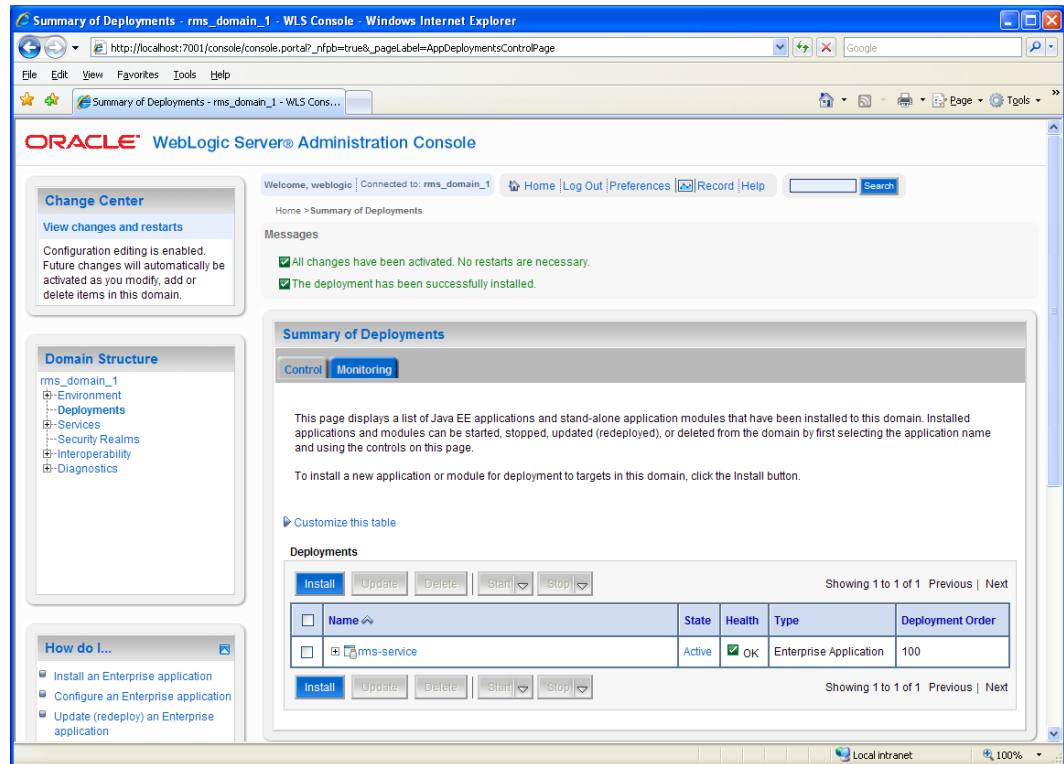 Summary of Deployments - rms_domain_1 - WLS Console - Windows Internet Explorer
http://localhost:7001/console/console.portal?_nfpb=true&_pageLabel=AppDeploymentsControlPage
Google
File Edit View Favorites Tools Help
Summary of Deployments - rms_domain_1 - WLS Cons...
Page Tools »
ORACLE® WebLogic Server® Administration Console
Change Center
View changes and restarts
Configuration editing is enabled.
Future changes will automatically be
activated as you modify, add or
delete items in this domain.
Domain Structure
rms_domain_1
Environment
Deployments
Services
Security Realms
Interoperability
Diagnostics
How do I...
Install an Enterprise application
Configure an Enterprise application
Update (redeploy) an Enterprise
application
Welcome, weblogic Connected to: rms_domain_1 Home Log Out Preferences Record Help Search
Home >Summary of Deployments
Messages
All changes have been activated. No restarts are necessary.
The deployment has been successfully installed.
Summary of Deployments
Control Monitoring
This page displays a list of Java EE applications and stand-alone application modules that have been installed to this domain. Installed
applications and modules can be started, stopped, updated (redeployed), or deleted from the domain by first selecting the application name
and using the controls on this page.
To install a new application or module for deployment to targets in this domain, click the Install button.
Customize this table
Deployments
Install Update Delete Start Stop Showing 1 to 1 of 1 Previous | Next
Name State Health Type Deployment Order
rms-service Active OK Enterprise Application 100
Install Update Delete Start Stop Showing 1 to 1 of 1 Previous | Next
Local intranet 100%